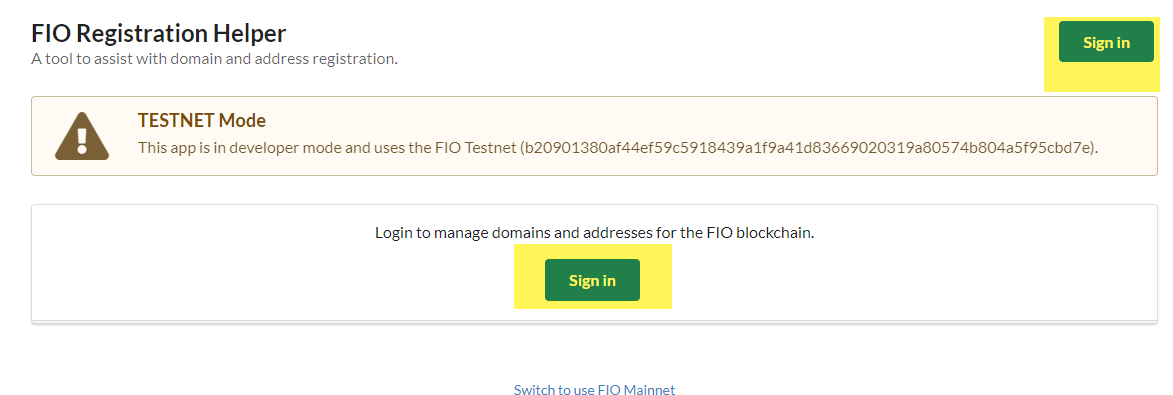 FIO Registration Helper
A tool to assist with domain and address registration.
Sign in
TESTNET Mode
This app is in developer mode and uses the FIO Testnet (b20901380af44ef59c5918439a1f9a41d83669020319a80574b804a5f95cbd7e).
Login to manage domains and addresses for the FIO blockchain.
Sign in
Switch to use FIO Mainnet